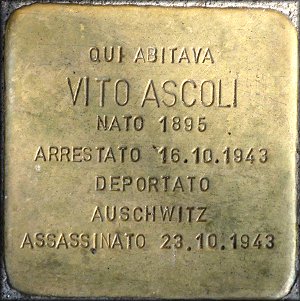 QUI ABITAVA
VITO ASCOLI
NATO 1895
ARRESTATO 16.10.1943
DEPORTATO
AUSCHWITZ
ASSASSINATO 23.10.1943